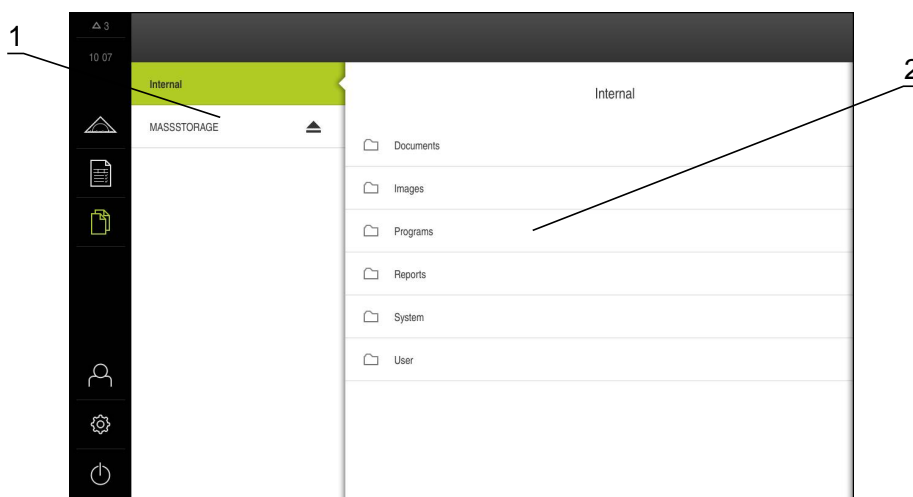 3
1
10 07
2
Internal
Internal
MASSSTORAGE
Documents
Images
Programs
Reports
System
User